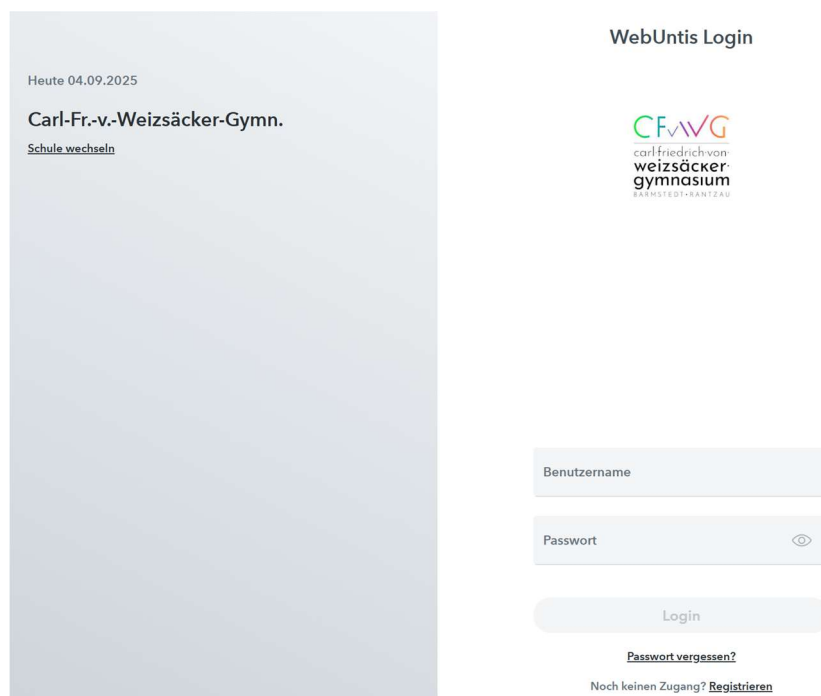 Heute 04.09.2025
Carl-Fr.-v.-Weizsäcker-Gymn.
Schule wechseln
WebUntis Login
CFvWG
carl·friedrich·von·
weizsäcker·
gymnasium
BARMSTEDT•RANTZAU
Benutzername
Passwort
Login
Passwort vergessen?
Noch keinen Zugang? Registrieren